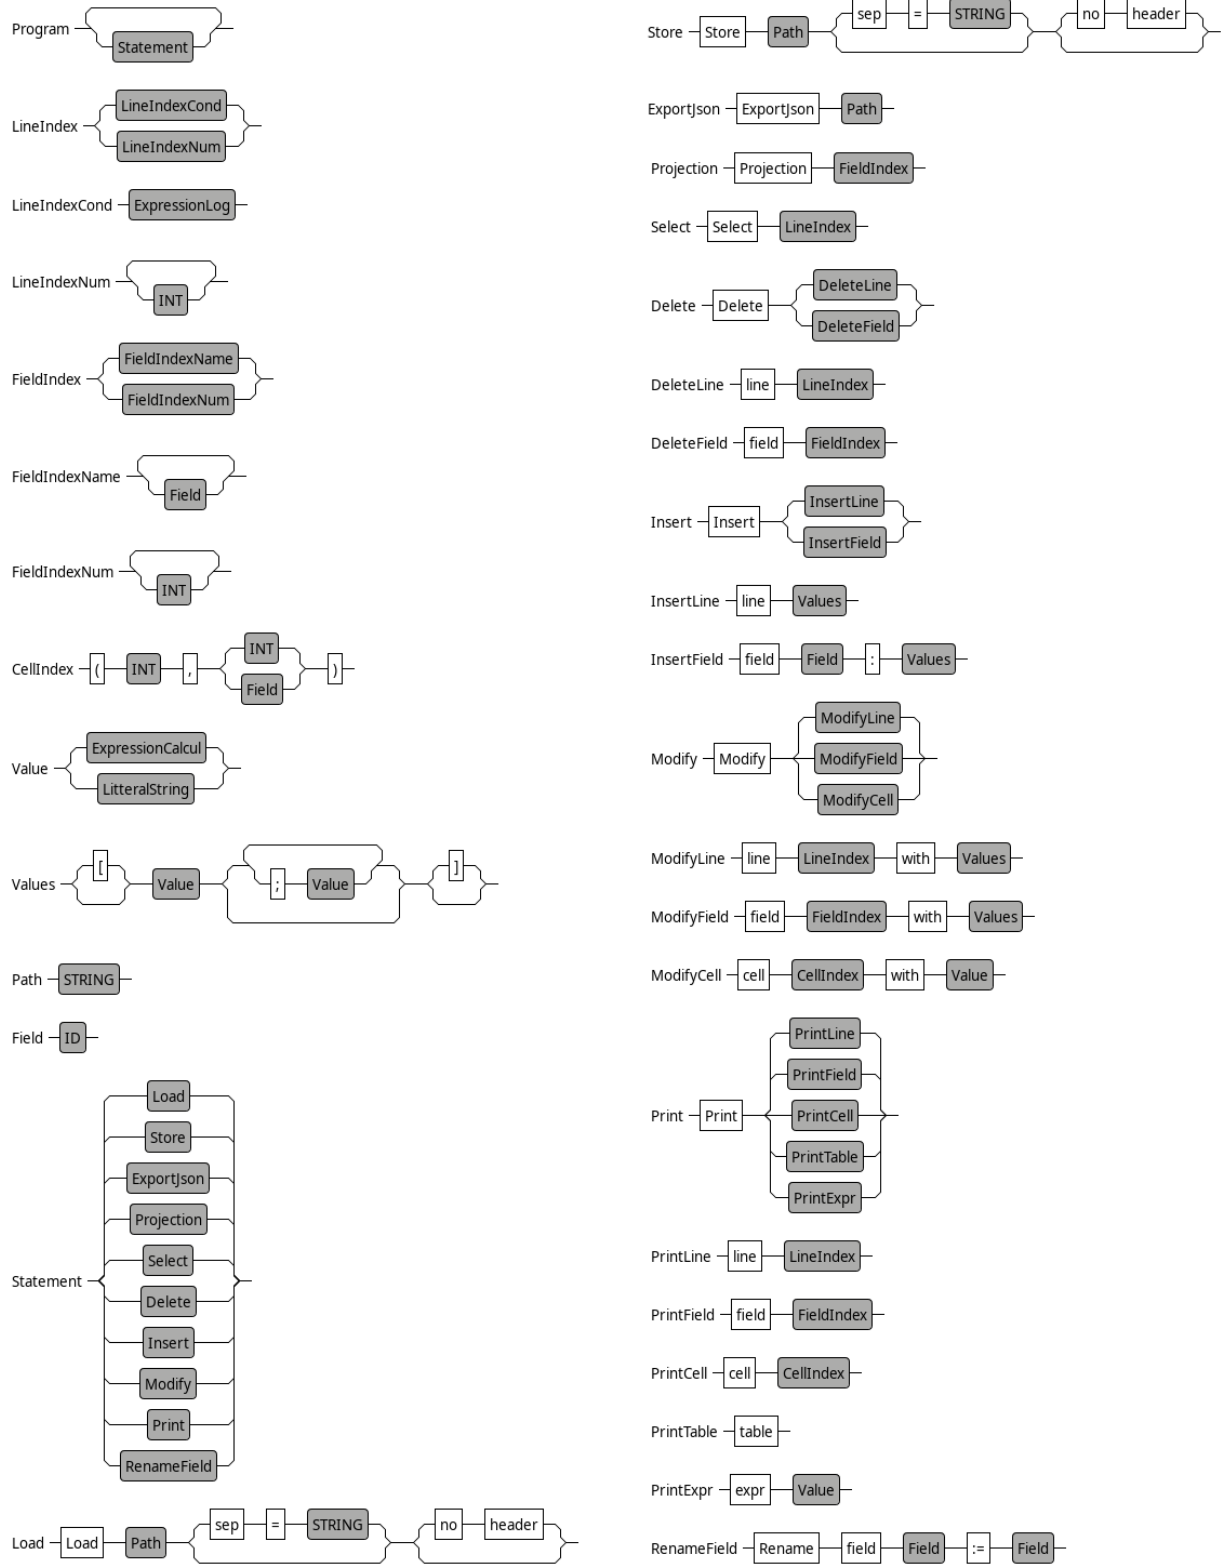 Program Statement
LineIndex LineIndexCond LineIndexNum
LineIndexCond ExpressionLog
LineIndexNum INT
FieldIndex FieldIndexName FieldIndexNum
FieldIndexName Field
FieldIndexNum INT
CellIndex ( INT , INT Field )
Value ExpressionCalcul LitteralString
Values [ Value ; Value ]
Path STRING
Field ID
Statement
Load
Store
ExportJson
Projection
Select
Delete
Insert
Modify
Print
RenameField
Load Load Path sep = STRING no header
Store Store Path sep = STRING no header
ExportJson ExportJson Path
Projection Projection FieldIndex
Select Select LineIndex
Delete Delete DeleteLine DeleteField
DeleteLine line LineIndex
DeleteField field FieldIndex
Insert Insert InsertLine InsertField
InsertLine line Values
InsertField field Field : Values
Modify Modify ModifyLine ModifyField ModifyCell
ModifyLine line LineIndex with Values
ModifyField field FieldIndex with Values
ModifyCell cell CellIndex with Value
Print Print PrintLine PrintField PrintCell PrintTable PrintExpr
PrintLine line LineIndex
PrintField field FieldIndex
PrintCell cell CellIndex
PrintTable table
PrintExpr expr Value
RenameField Rename field Field := Field